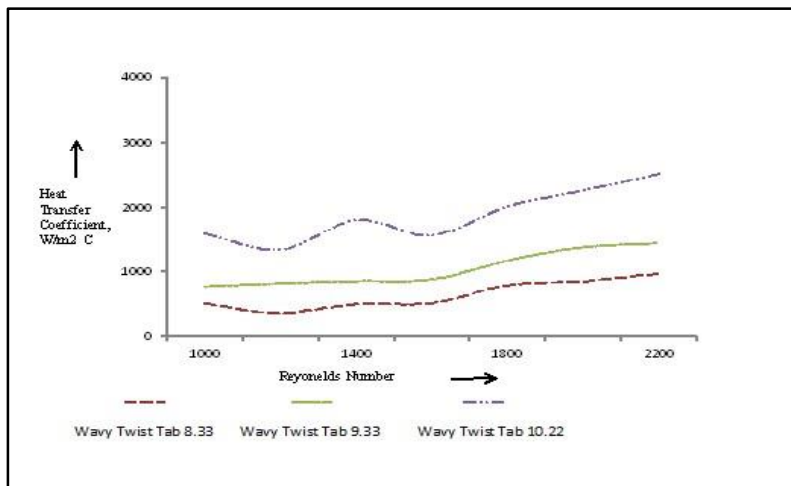 4000
3000
2000
1000
0
Heat
Transfer
Coefficient,
W/m2 C
1000 1400 1800 2200
Reyonelds Number
Wavy Twist Tab 8.33 Wavy Twist Tab 9.33 Wavy Twist Tab 10.22